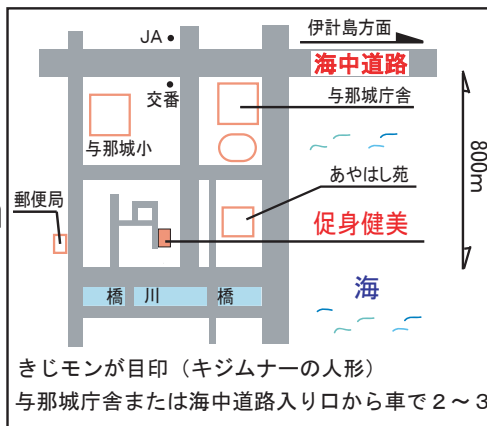 JA
伊計島方面
海中道路
交番
与那城庁舎
与那城小
800m
あやはし苑
郵便局
促身健美
海
橋 川 橋
きじモンが目印（キジムナーの人形）
与那城庁舎または海中道路入り口から車で２～３